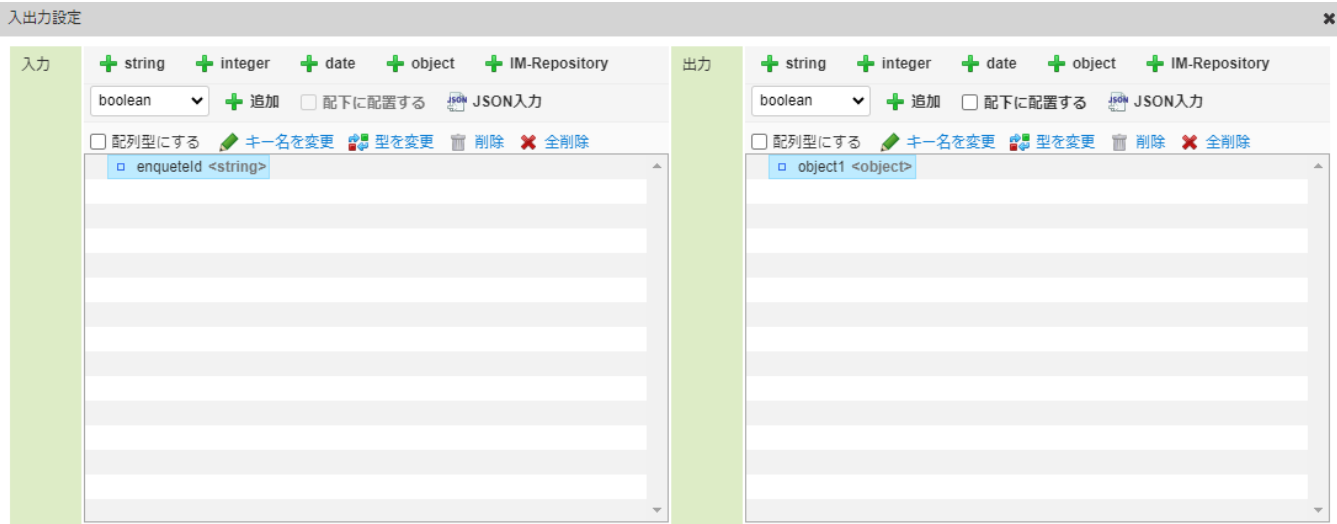 入出力設定
入力
string integer date object IM-Repository
boolean 追加 配下に配置する JSON入力
配列型にする キー名を変更 型を変更 削除 全削除
enqueteId <string>
出力
string integer date object IM-Repository
boolean 追加 配下に配置する JSON入力
配列型にする キー名を変更 型を変更 削除 全削除
object1 <object>